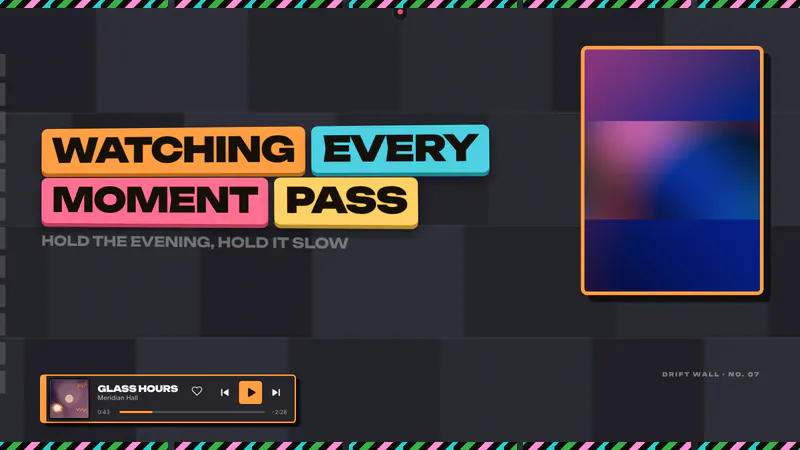 WATCHING EVERY
MOMENT PASS
HOLD THE EVENING, HOLD IT SLOW
GLASS HOURS
Meridian Hall
0:43
-2:28
DRIFT WALL · NO. 07